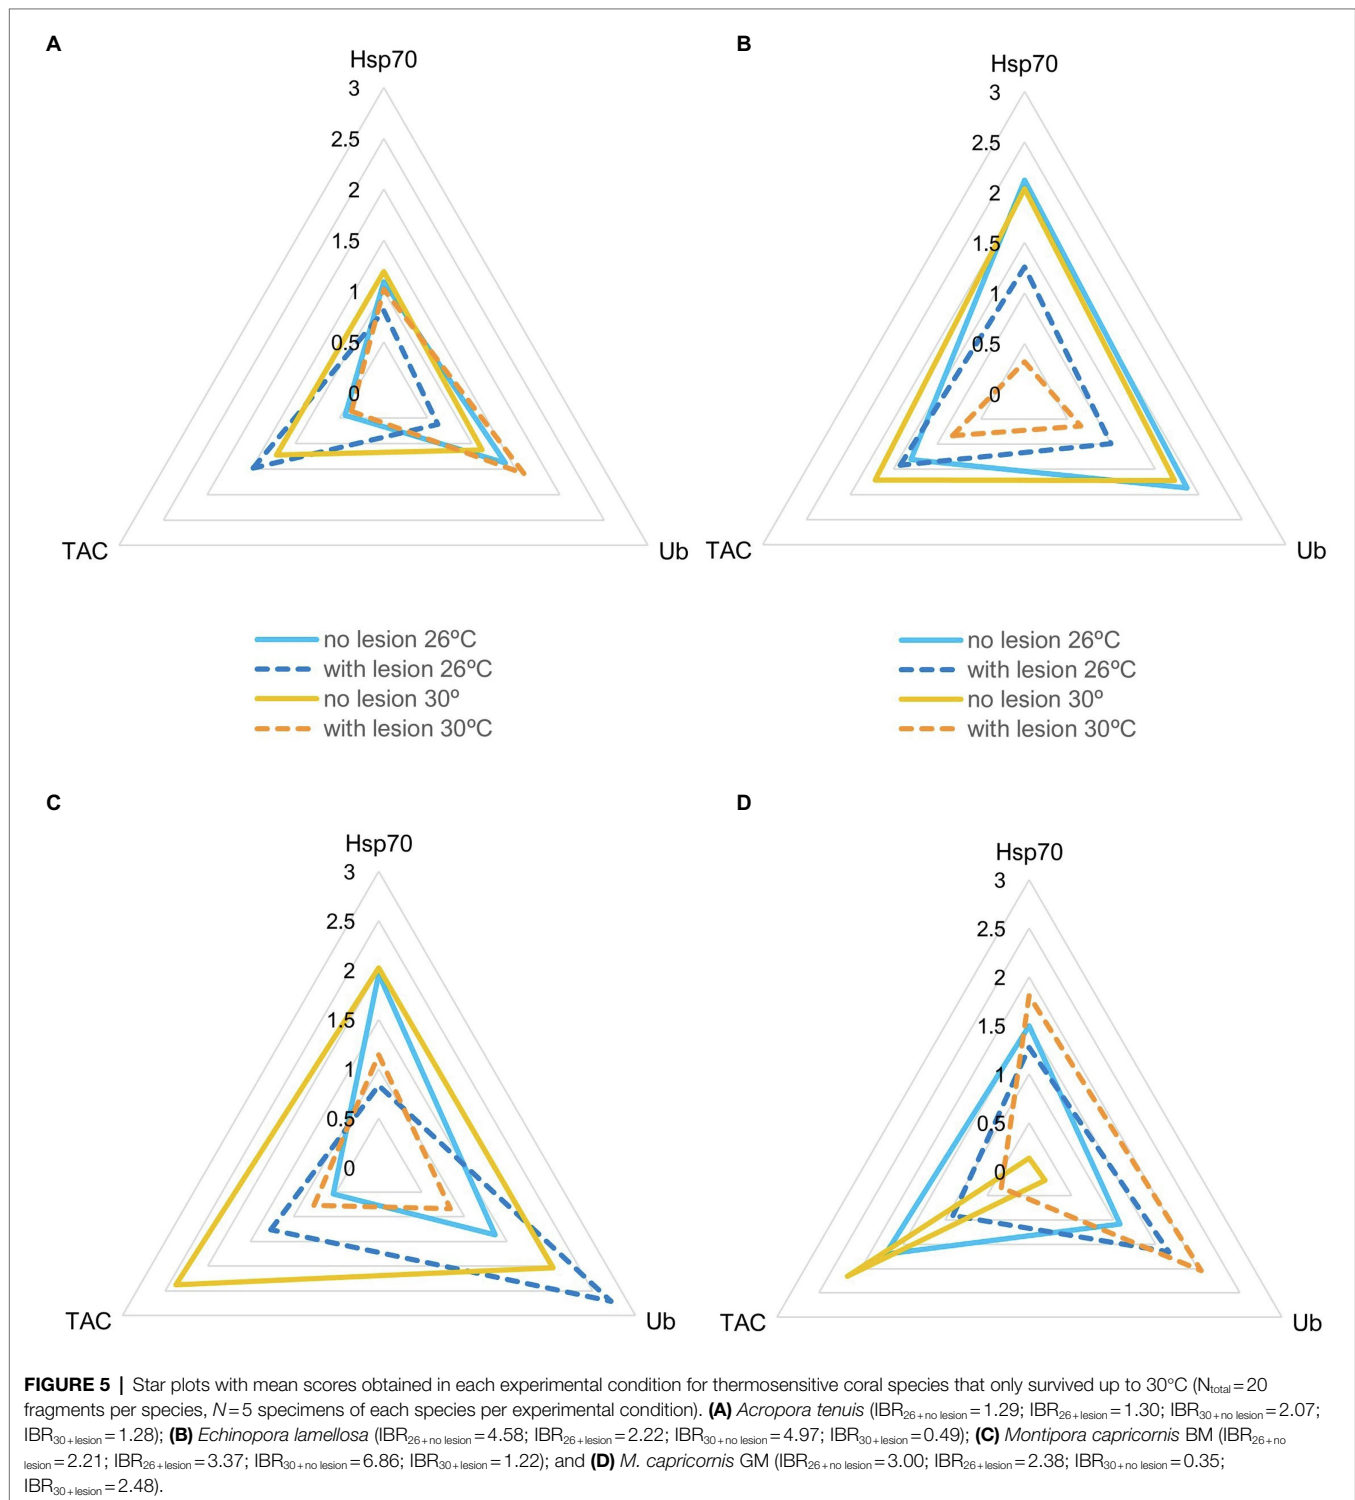 A
Hsp70
3
2.5
2
1.5
1
0.5
0
TAC
Ub
B
Hsp70
3
2.5
2
1.5
1
0.5
0
TAC
Ub
no lesion 26ºC
with lesion 26ºC
no lesion 30º
with lesion 30ºC
no lesion 26ºC
with lesion 26ºC
no lesion 30º
with lesion 30ºC
C
Hsp70
3
2.5
2
1.5
1
0.5
0
TAC
Ub
D
Hsp70
3
2.5
2
1.5
1
0.5
0
TAC
Ub
FIGURE 5 | Star plots with mean scores obtained in each experimental condition for thermosensitive coral species that only survived up to 30°C (Ntotal=20
fragments per species, N=5 specimens of each species per experimental condition). (A) Acropora tenuis (IBR26+no lesion=1.29; IBR26+lesion=1.30; IBR30+no lesion=2.07;
IBR30+lesion=1.28); (B) Echinopora lamellosa (IBR26+no lesion=4.58; IBR26+lesion=2.22; IBR30+no lesion=4.97; IBR30+lesion=0.49); (C) Montipora capricornis BM (IBR26+no
lesion=2.21; IBR26+lesion=3.37; IBR30+no lesion=6.86; IBR30+lesion=1.22); and (D) M. capricornis GM (IBR26+no lesion=3.00; IBR26+lesion=2.38; IBR30+no lesion=0.35;
IBR30+lesion=2.48).